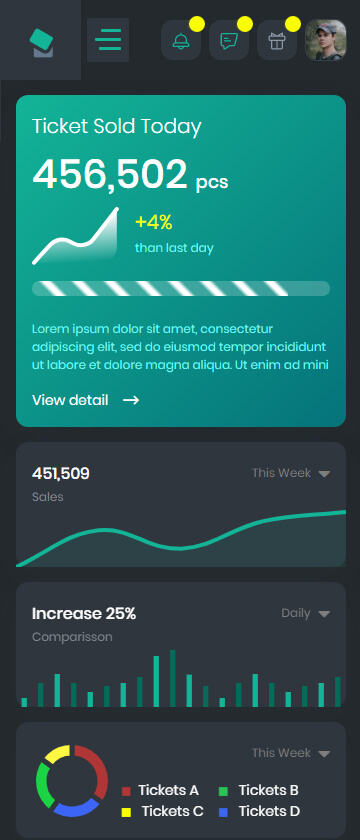 Ticket Sold Today
456,502 pcs
+4%
than last day
Lorem ipsum dolor sit amet, consectetur
adipiscing elit, sed do eiusmod tempor incididunt
ut labore et dolore magna aliqua. Ut enim ad mini
View detail
451,509
This Week
Sales
Increase 25%
Daily
Comparisson
This Week
Tickets A
Tickets B
Tickets C
Tickets D